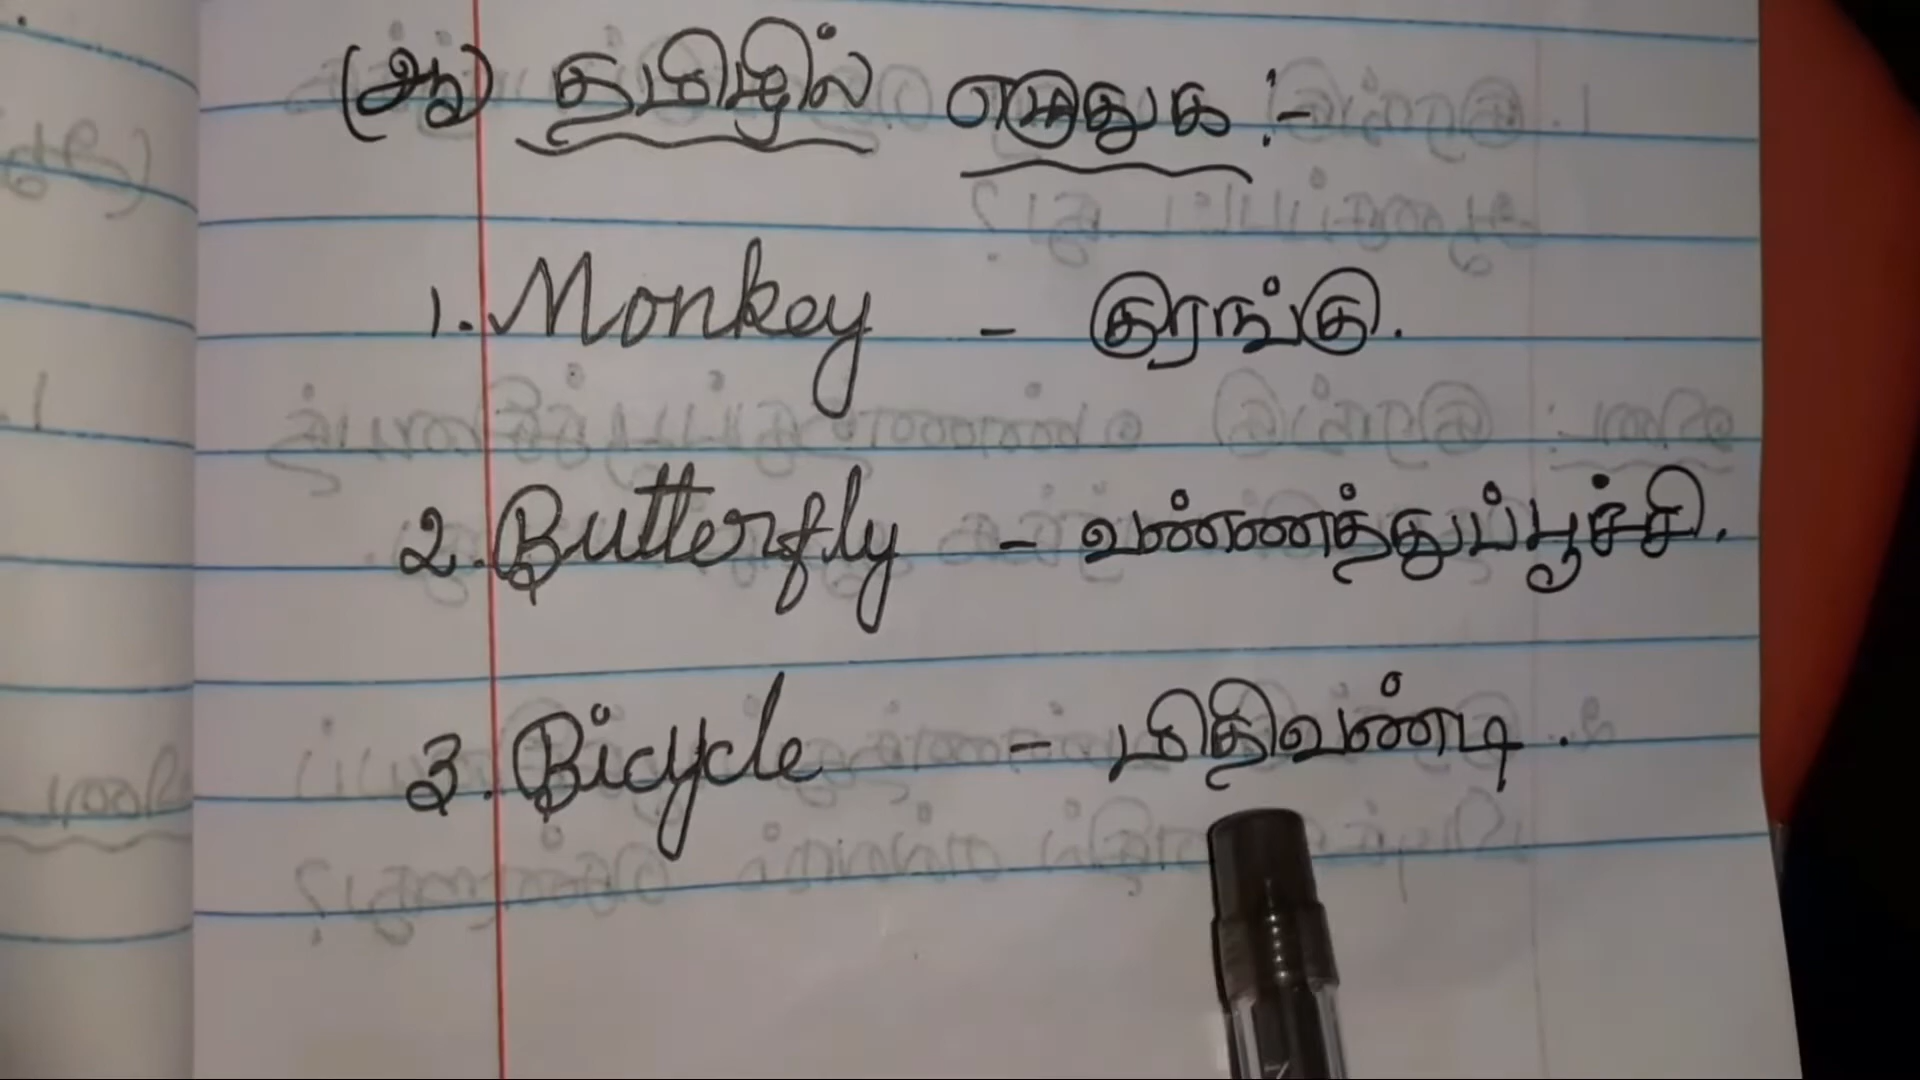 (ஆ) தமிழில் எழுதுக :-
1. Monkey - குரங்கு.
2. Butterfly - வண்ணத்துப்பூச்சி.
3. Bicycle - மிதிவண்டி.